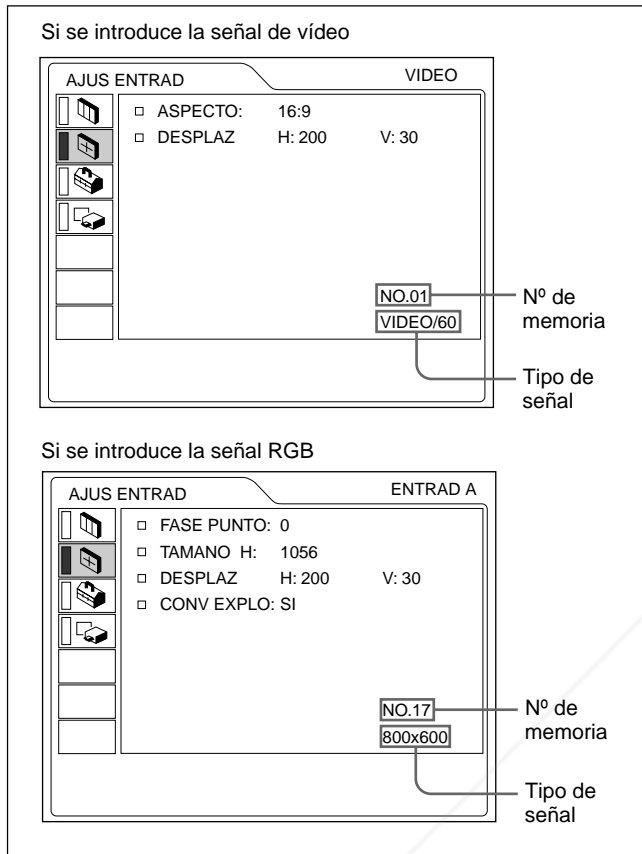 Si se introduce la señal de vídeo
AJUS ENTRAD
VIDEO
ASPECTO: 16:9
DESPLAZ H: 200 V: 30
NO.01
Nº de
memoria
VIDEO/60
Tipo de
señal
Si se introduce la señal RGB
AJUS ENTRAD
ENTRAD A
FASE PUNTO: 0
TAMANO H: 1056
DESPLAZ H: 200 V: 30
CONV EXPLO: SI
NO.17
Nº de
memoria
800x600
Tipo de
señal